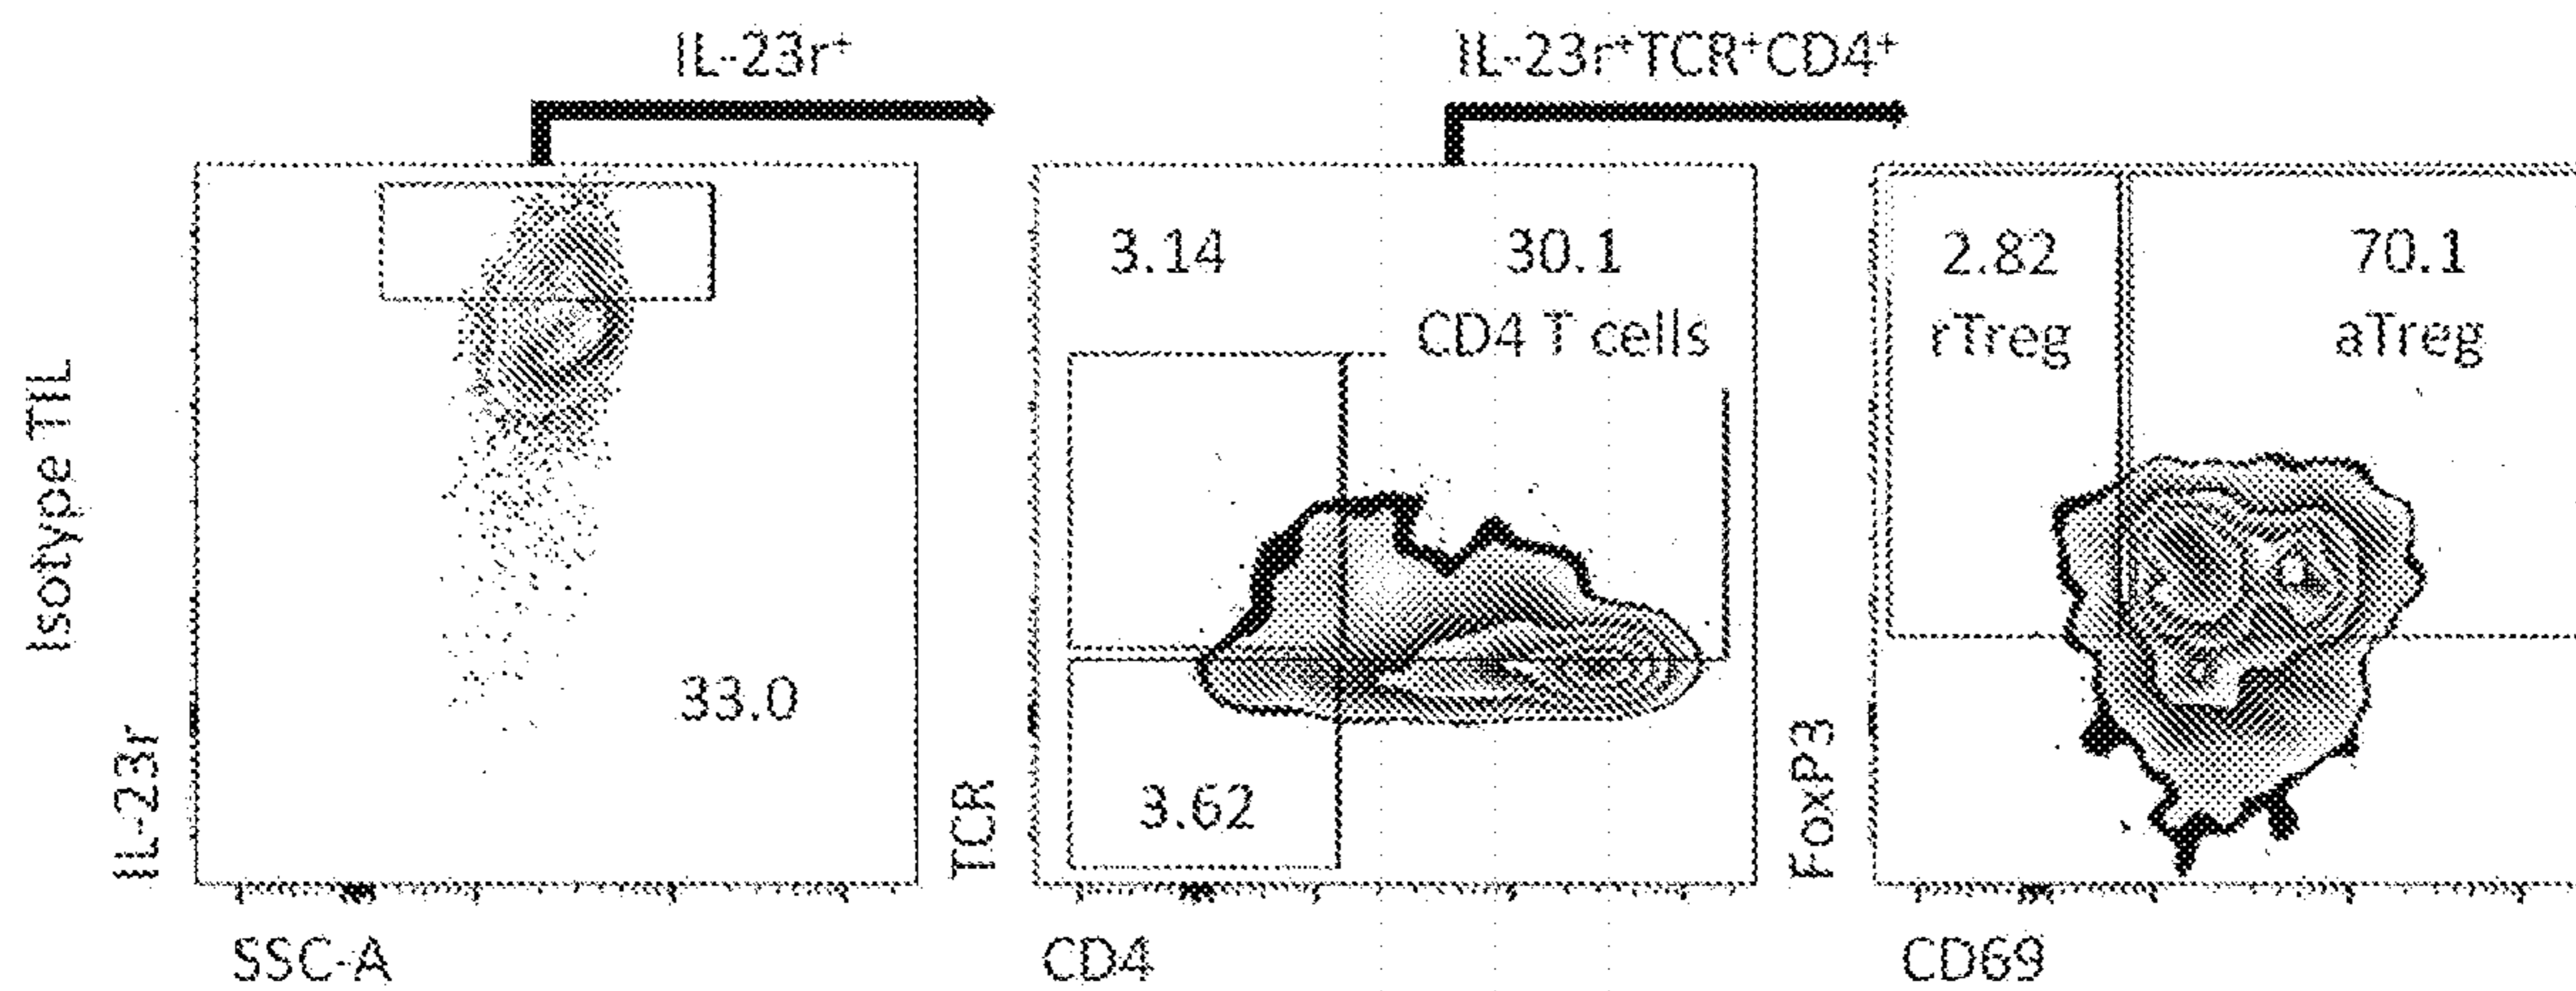 IL-23r⁺
IL-23r⁺TCR⁺CD4⁺
Isotype TIL
IL-23r
33.0
SSC-A
TCR
3.14
30.1
CD4 T cells
3.62
CD4
FoxP3
2.82
rTreg
70.1
aTreg
CD69